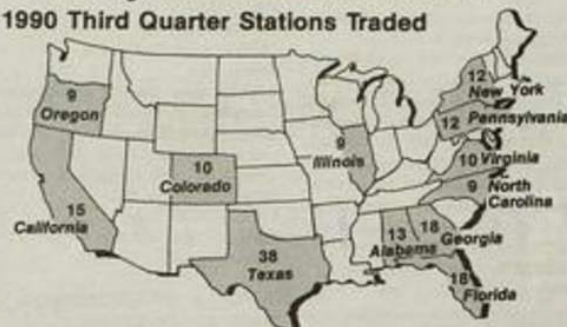 1990 Third Quarter Stations Traded
12
New York
9
Oregon
12 Pennsylvania
9
Illinois
10 Virginia
10
Colorado
9 North
Carolina
15
California
13
Alabama
18
Georgia
38
Texas
18
Florida